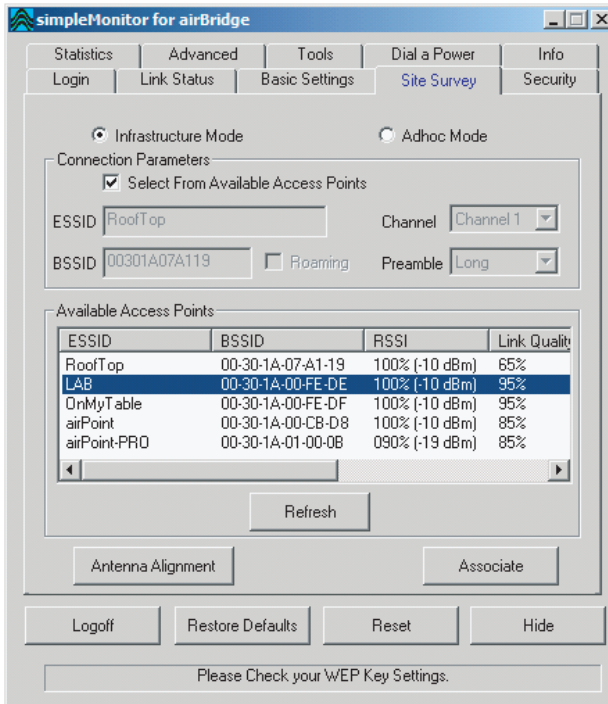 simpleMonitor for airBridge
Statistics Advanced Tools Dial a Power Info
Login Link Status Basic Settings Site Survey Security
Infrastructure Mode Adhoc Mode
Connection Parameters
Select From Available Access Points
ESSID RoofTop Channel Channel 1
BSSID 00301A07A119 Roaming Preamble Long
Available Access Points
ESSID BSSID RSSI Link Quality
RoofTop 00-30-1A-07-A1-19 100% (-10 dBm) 65%
LAB 00-30-1A-00-FE-DE 100% (-10 dBm) 95%
OnMyTable 00-30-1A-00-FE-DF 100% (-10 dBm) 95%
airPoint 00-30-1A-00-CB-D8 100% (-10 dBm) 85%
airPoint-PRO 00-30-1A-01-00-0B 090% (-19 dBm) 85%
Refresh
Antenna Alignment Associate
Logoff Restore Defaults Reset Hide
Please Check your WEP Key Settings.